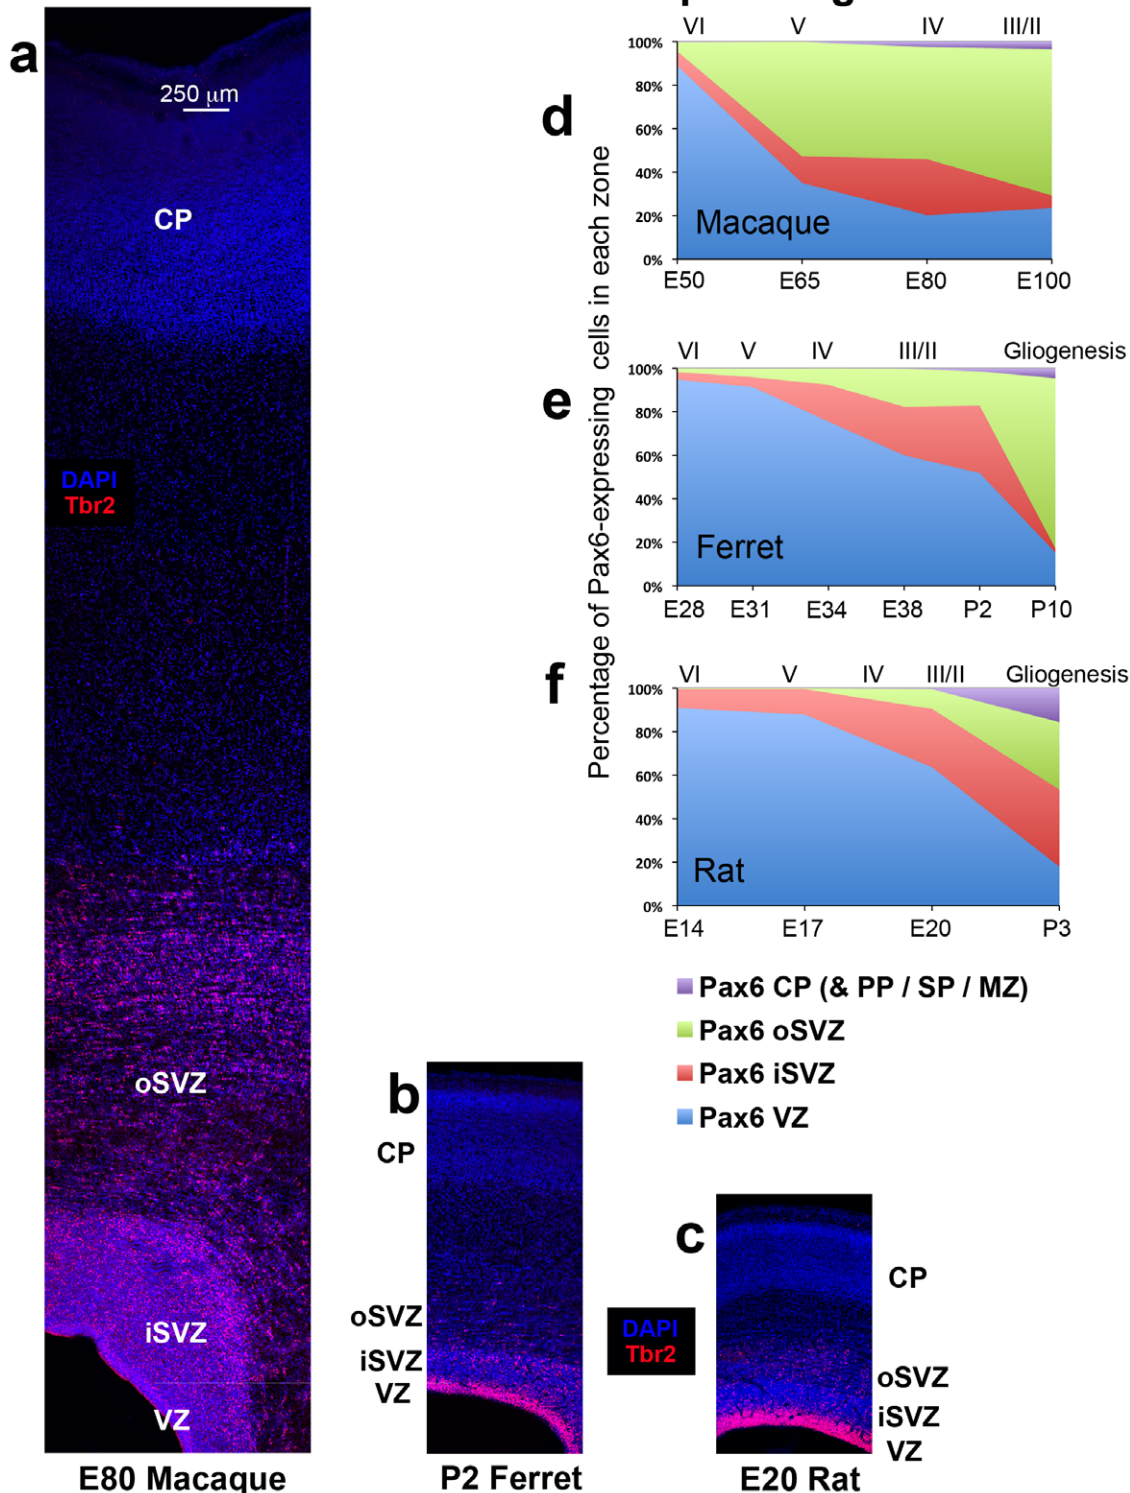 a
250 µm
CP
DAPI
Tbr2
oSVZ
iSVZ
VZ
E80 Macaque
b
CP
oSVZ
iSVZ
VZ
P2 Ferret
c
DAPI
Tbr2
CP
oSVZ
iSVZ
VZ
E20 Rat
Percentage of Pax6-expressing cells in each zone
d
VI V IV III/II
100%
80%
60%
40%
20%
0%
Macaque
E50 E65 E80 E100
e
VI V IV III/II Gliogenesis
100%
80%
60%
40%
20%
0%
Ferret
E28 E31 E34 E38 P2 P10
f
VI V IV III/II Gliogenesis
100%
80%
60%
40%
20%
0%
Rat
E14 E17 E20 P3
Pax6 CP (& PP / SP / MZ)
Pax6 oSVZ
Pax6 iSVZ
Pax6 VZ